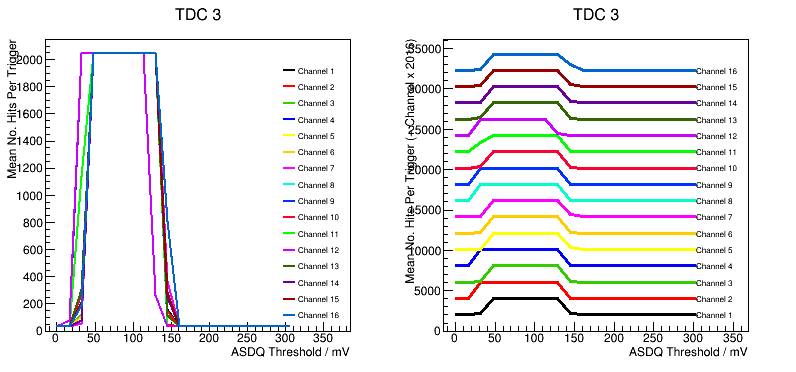 TDC 3
Mean No. Hits Per Trigger
2000
1800
1600
1400
1200
1000
800
600
400
200
0
Channel 1
Channel 2
Channel 3
Channel 4
Channel 5
Channel 6
Channel 7
Channel 8
Channel 9
Channel 10
Channel 11
Channel 12
Channel 13
Channel 14
Channel 15
Channel 16
0 50 100 150 200 250 300 350
ASDQ Threshold / mV
TDC 3
Mean No. Hits Per Trigger (+ Channel x 2016)
35000
30000
25000
20000
15000
10000
5000
0
Channel 16
Channel 15
Channel 14
Channel 13
Channel 12
Channel 11
Channel 10
Channel 9
Channel 8
Channel 7
Channel 6
Channel 5
Channel 4
Channel 3
Channel 2
Channel 1
0 50 100 150 200 250 300 350
ASDQ Threshold / mV